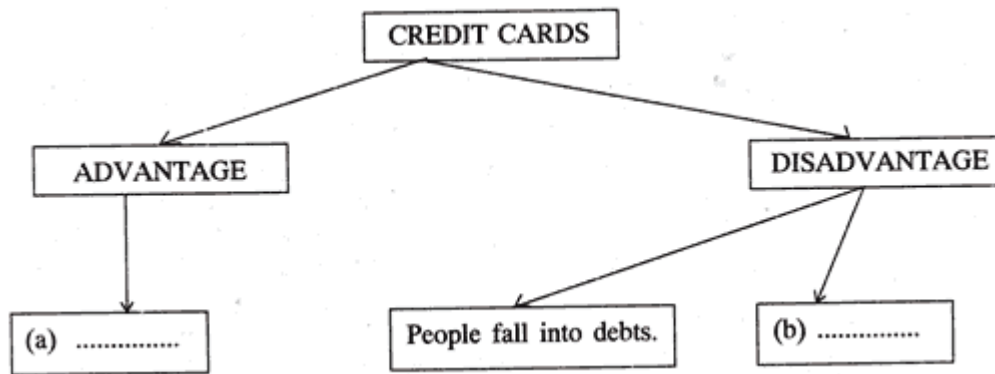 CREDIT CARDS
ADVANTAGE
DISADVANTAGE
(a) ...............
People fall into debts.
(b) ...............